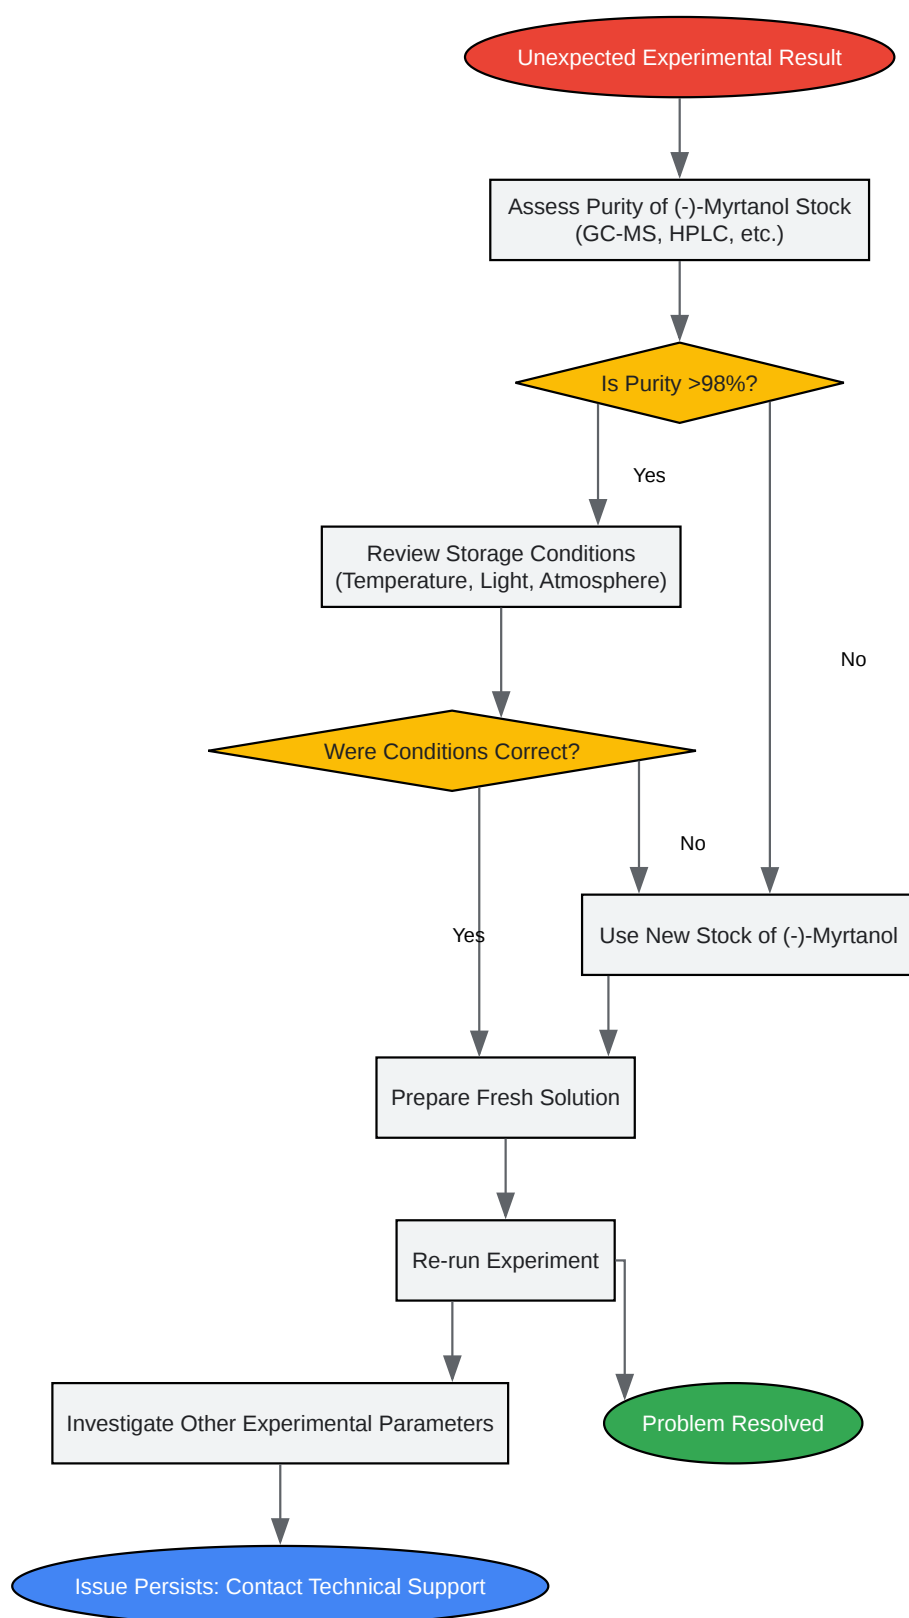 Unexpected Experimental Result
Assess Purity of (-)-Myrtanol Stock
(GC-MS, HPLC, etc.)
Is Purity >98%?
Yes
Review Storage Conditions
(Temperature, Light, Atmosphere)
No
Were Conditions Correct?
No
Yes
Use New Stock of (-)-Myrtanol
Prepare Fresh Solution
Re-run Experiment
Investigate Other Experimental Parameters
Problem Resolved
Issue Persists: Contact Technical Support